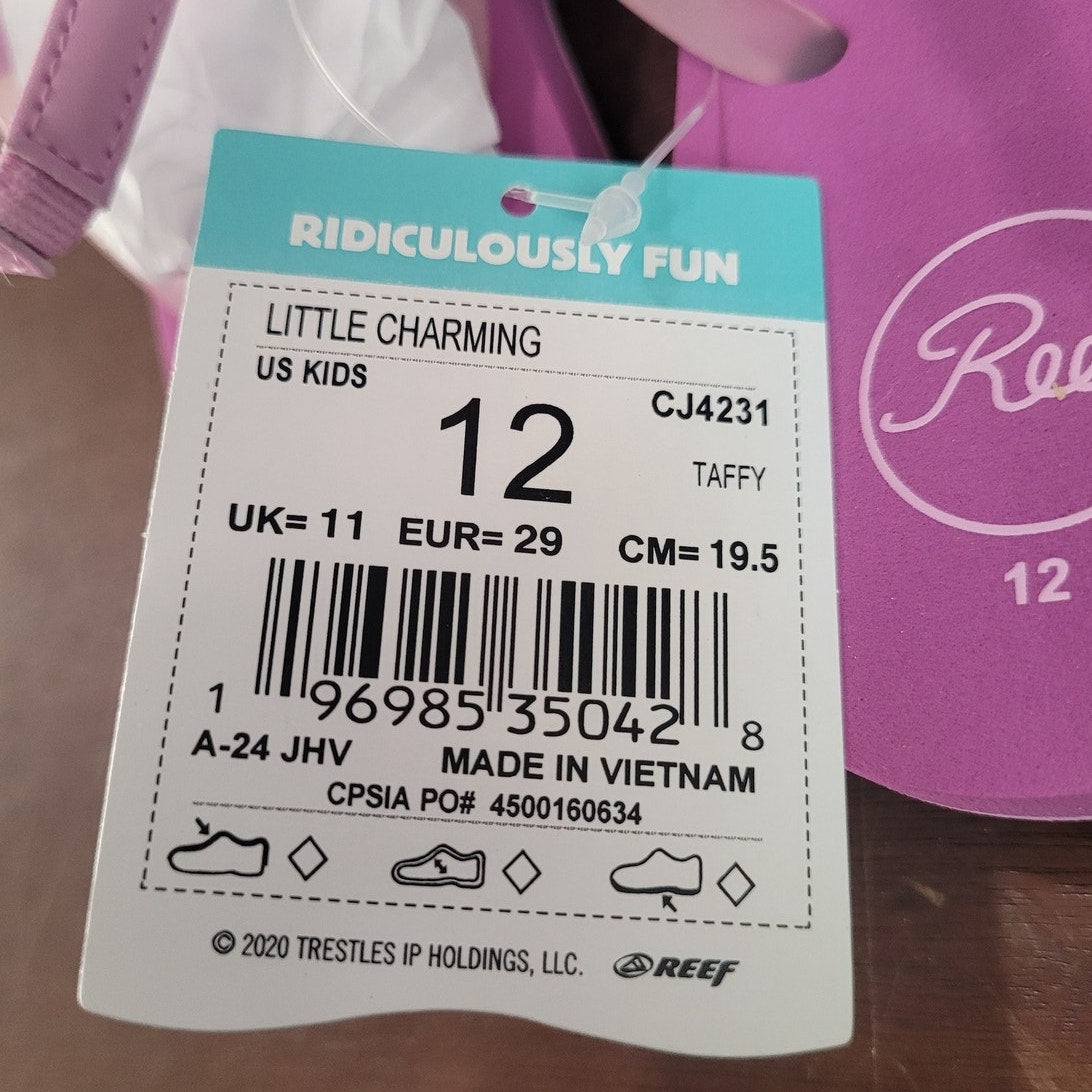 RIDICULOUSLY FUN
LITTLE CHARMING
US KIDS
12
CJ4231
TAFFY
UK= 11 EUR= 29 CM= 19.5
1 96985 35042 8
A-24 JHV MADE IN VIETNAM
CPSIA PO# 4500160634
© 2020 TRESTLES IP HOLDINGS, LLC. REEF
12